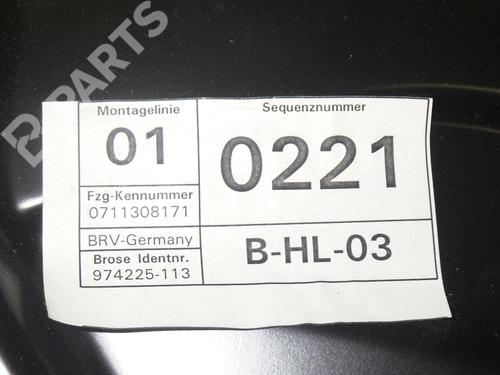 B-PARTS
Montagelinie
01
Fzg-Kennummer
0711308171
BRV-Germany
Brose Identnr.
974225-113
Sequenznummer
0221
B-HL-03